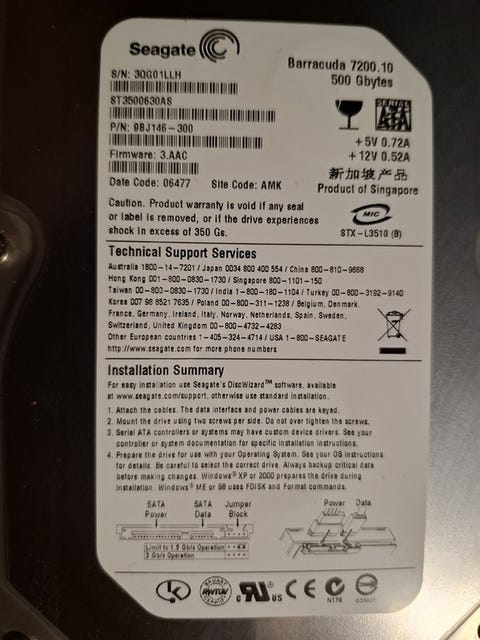 Seagate
Barracuda 7200.10
500 Gbytes
S/N: 3QG01LLH
ST3500630AS
P/N: 9BJ146-300
Firmware: 3.AAC
Date Code: 06477 Site Code: AMK
SERIAL
ATA
+5V 0.72A
+12V 0.52A
新加坡产品
Product of Singapore
Caution. Product warranty is void if any seal
or label is removed, or if the drive experiences
shock in excess of 350 Gs.
MIC
STX-L3510 (B)
Technical Support Services
Australia 1800-14-7201 / Japan 0034 800 400 554 / China 800-810-9668
Hong Kong 001-800-0830-1730 / Singapore 800-1101-150
Taiwan 00-800-0830-1730 / India 1-800-180-1104 / Turkey 00-800-3192-9140
Korea 007 98 8521 7635 / Poland 00-800-311-1238 / Belgium, Denmark,
France, Germany, Ireland, Italy, Norway, Netherlands, Spain, Sweden,
Switzerland, United Kingdom 00-800-4732-4283
Other European countries 1-405-324-4714 / USA 1-800-SEAGATE
http://www.seagate.com for more phone numbers
Installation Summary
For easy installation use Seagate's DiscWizard™ software, available
at www.seagate.com/support, otherwise use standard installation.
1. Attach the cables. The data interface and power cables are keyed.
2. Mount the drive using two screws per side. Do not over tighten the screws.
3. Serial ATA controllers or systems may have custom device drivers. See your
controller or system documentation for specific installation instructions.
4. Prepare the drive for use with your Operating System. See your OS instructions
for details. Be careful to select the correct drive. Always backup critical data
before making changes. Windows® XP or 2000 prepares the drive during
installation. Windows® ME or 98 uses FDISK and Format commands.
SATA Power
SATA Data
Jumper Block
Limit to 1.5 Gb/s Operation
3 Gb/s Operation
Power Data
RWTÜV
c RU US
CE
N176
D33027